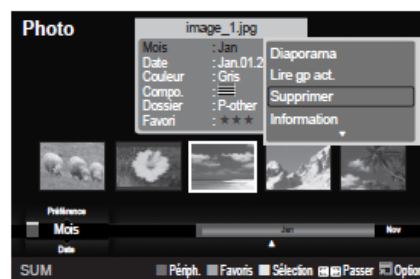 Photo
image_1.jpg
Mois : Jan
Date : Jan.01.2
Couleur : Gris
Compo. :
Dossier : P-other
Favori : ★★★
Diaporama
Lire gp act.
Supprimer
Information
Préférence
Mois
Date
Jan
Nov
SUM
Périph. Favoris Sélection Passer Option